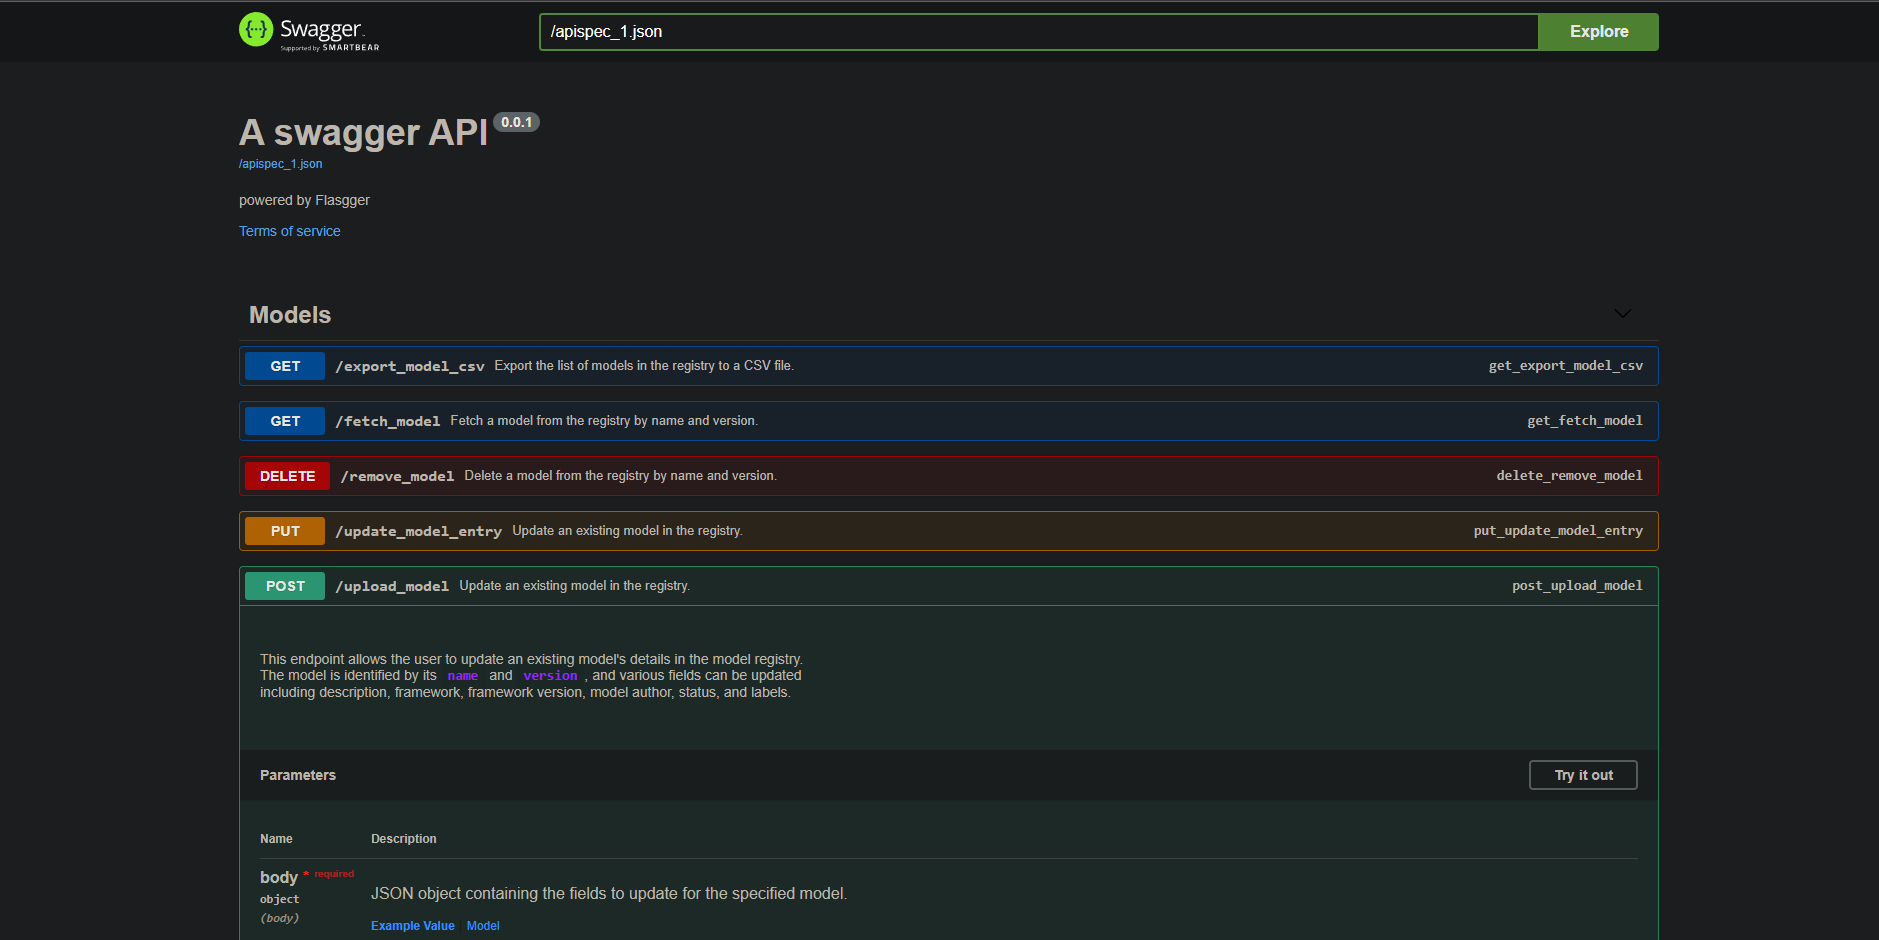 {···} Swagger
Supported by SMARTBEAR
/apispec_1.json
Explore
A swagger API 0.0.1
/apispec_1.json
powered by Flasgger
Terms of service
Models
GET /export_model_csv Export the list of models in the registry to a CSV file. get_export_model_csv
GET /fetch_model Fetch a model from the registry by name and version. get_fetch_model
DELETE /remove_model Delete a model from the registry by name and version. delete_remove_model
PUT /update_model_entry Update an existing model in the registry. put_update_model_entry
POST /upload_model Update an existing model in the registry. post_upload_model
This endpoint allows the user to update an existing model's details in the model registry.
The model is identified by its name and version , and various fields can be updated
including description, framework, framework version, model author, status, and labels.
Parameters Try it out
Name Description
body * required
object
(body)
JSON object containing the fields to update for the specified model.
Example Value Model